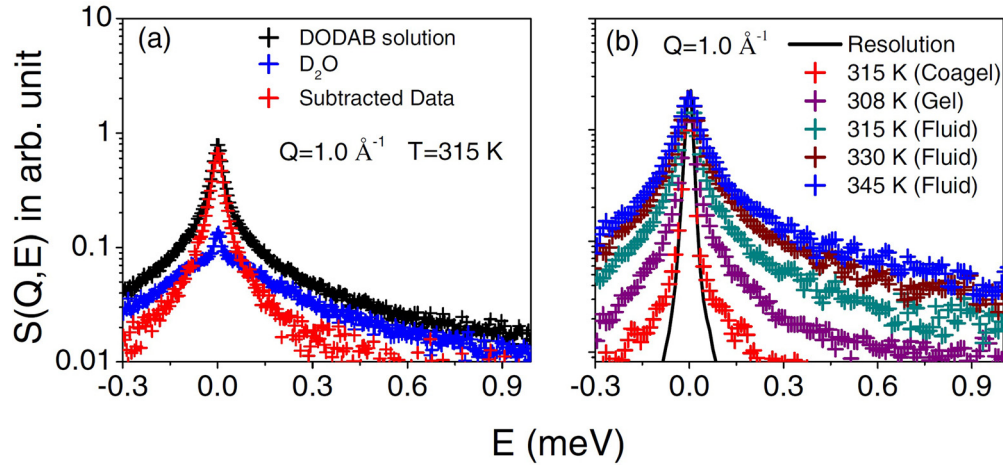 (a)
DODAB solution
D₂O
Subtracted Data
Q=1.0 Å⁻¹ T=315 K
10
1
0.1
0.01
S(Q,E) in arb. unit
-0.3 0.0 0.3 0.6 0.9
(b)
Q=1.0 Å⁻¹
Resolution
315 K (Coagel)
308 K (Gel)
315 K (Fluid)
330 K (Fluid)
345 K (Fluid)
-0.3 0.0 0.3 0.6 0.9
E (meV)